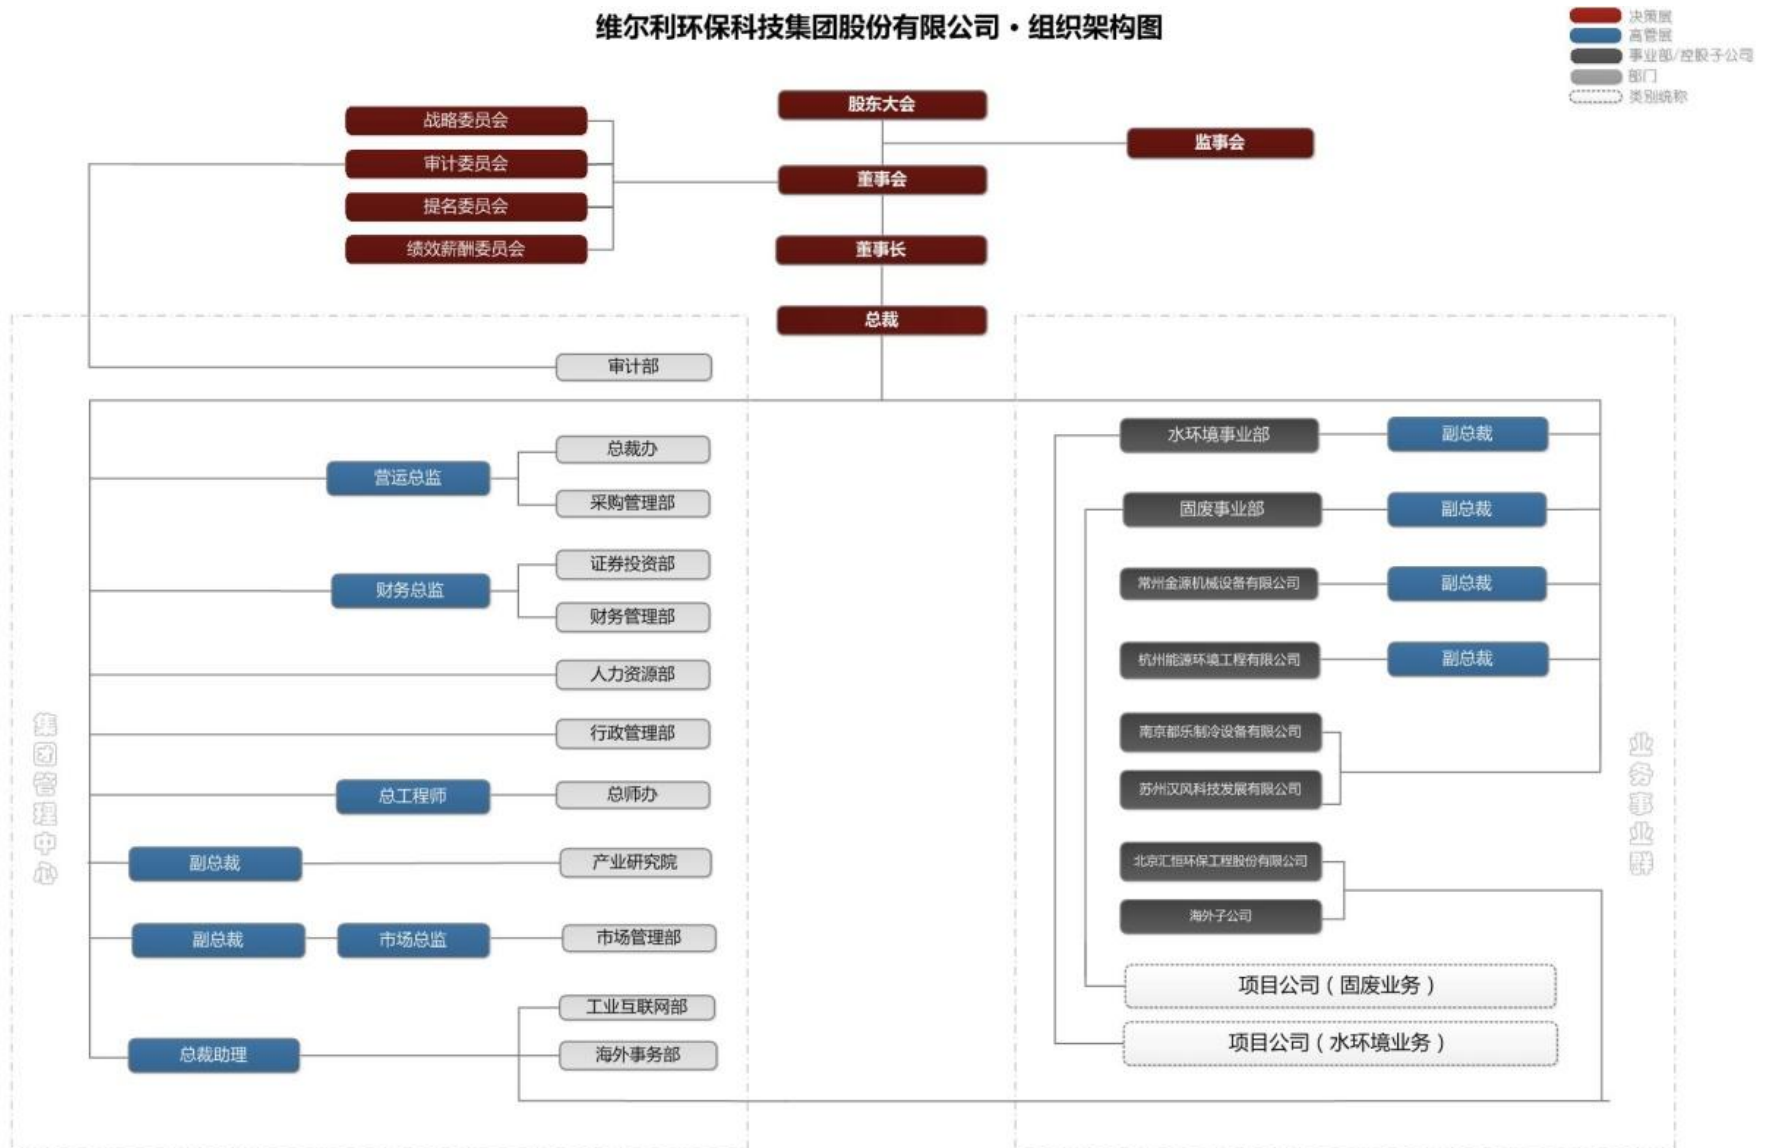 维尔利环保科技集团股份有限公司·组织架构图
决策层
高管层
事业部/控股子公司
部门
类别统称
股东大会
监事会
董事会
董事长
总裁
战略委员会
审计委员会
提名委员会
绩效薪酬委员会
集团管理中心
审计部
营运总监
总裁办
采购管理部
财务总监
证券投资部
财务管理部
人力资源部
行政管理部
总工程师
总师办
副总裁
产业研究院
副总裁
市场总监
市场管理部
总裁助理
工业互联网部
海外事务部
业务事业群
水环境事业部
副总裁
固废事业部
副总裁
常州金源机械设备有限公司
副总裁
杭州能源环境工程有限公司
副总裁
南京都乐制冷设备有限公司
苏州汉风科技发展有限公司
北京汇恒环保工程股份有限公司
海外子公司
项目公司（固废业务）
项目公司（水环境业务）